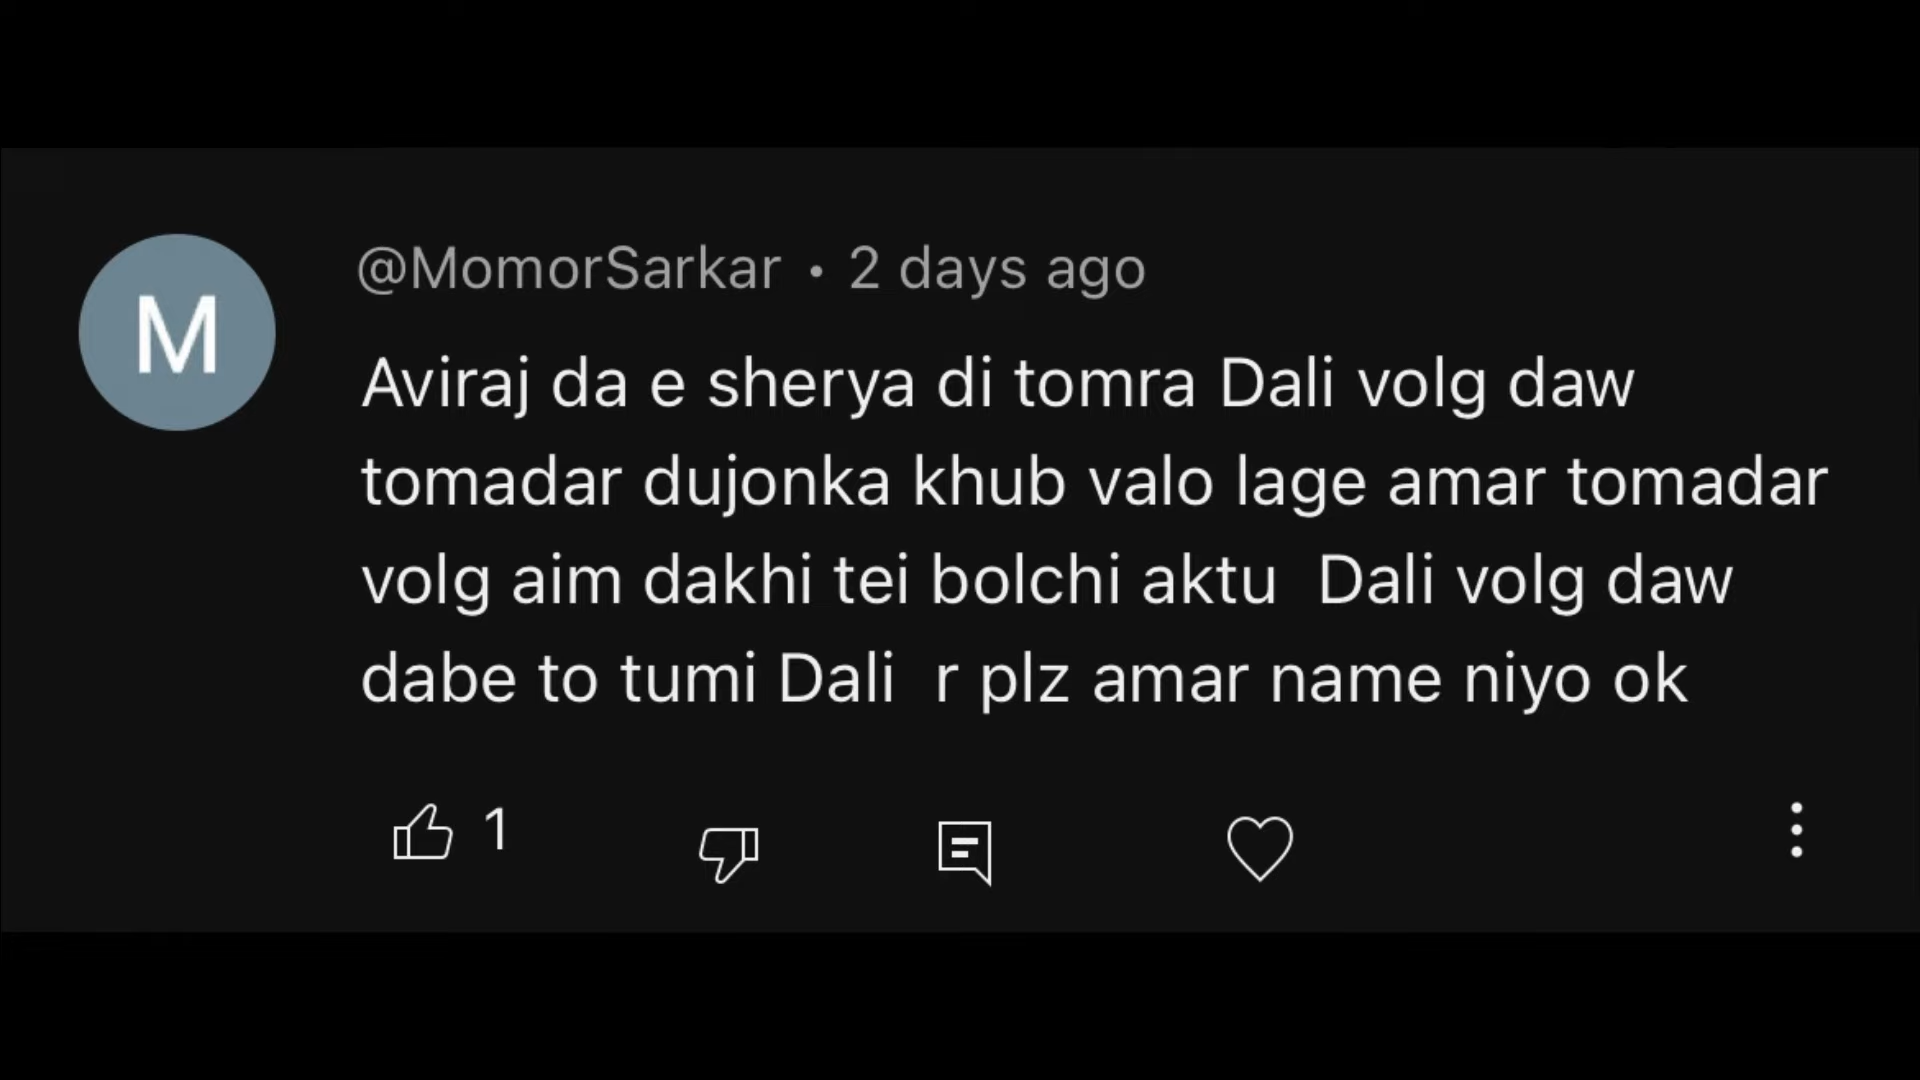 M
@MomorSarkar • 2 days ago
Aviraj da e sherya di tomra Dali volg daw
tomadar dujonka khub valo lage amar tomadar
volg aim dakhi tei bolchi aktu  Dali volg daw
dabe to tumi Dali  r plz amar name niyo ok
1